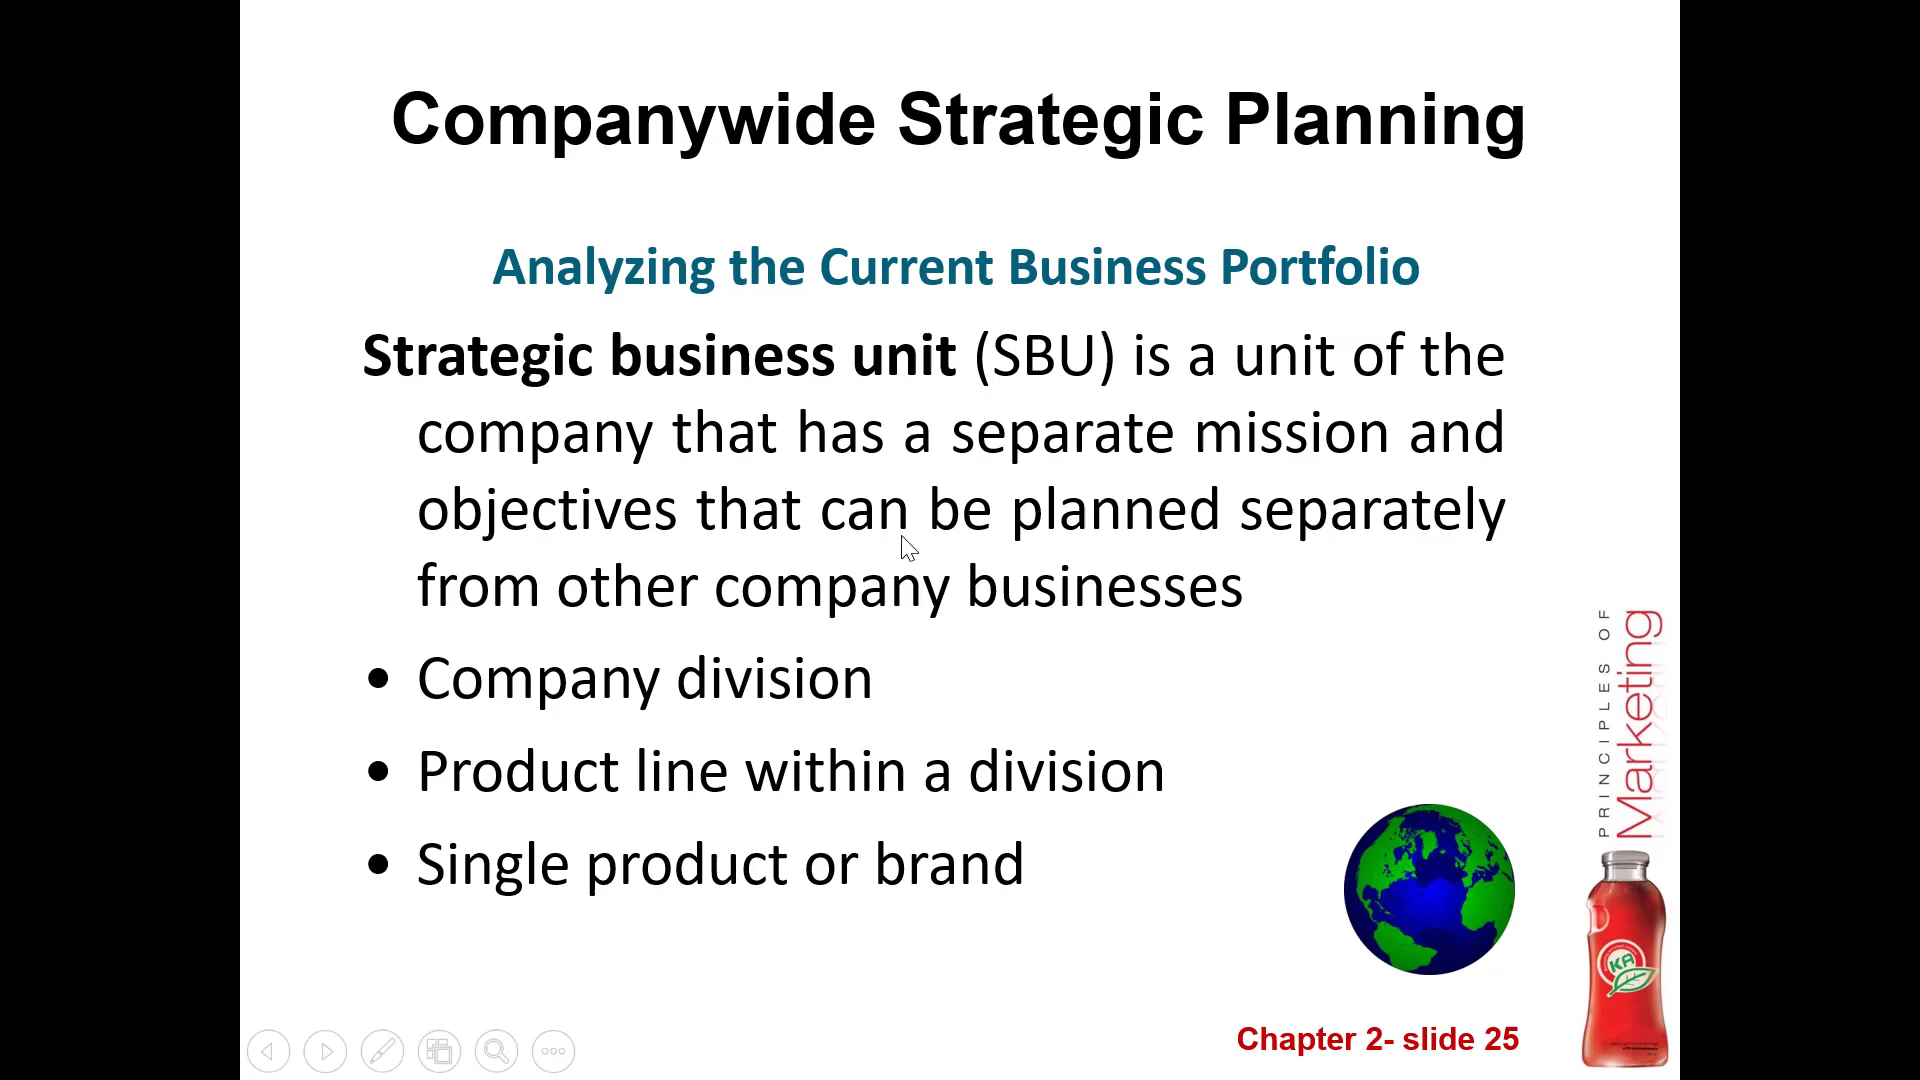 Companywide Strategic Planning
Analyzing the Current Business Portfolio
Strategic business unit (SBU) is a unit of the
company that has a separate mission and
objectives that can be planned separately
from other company businesses
• Company division
• Product line within a division
• Single product or brand
PRINCIPLES OF
Marketing
KA
Chapter 2- slide 25